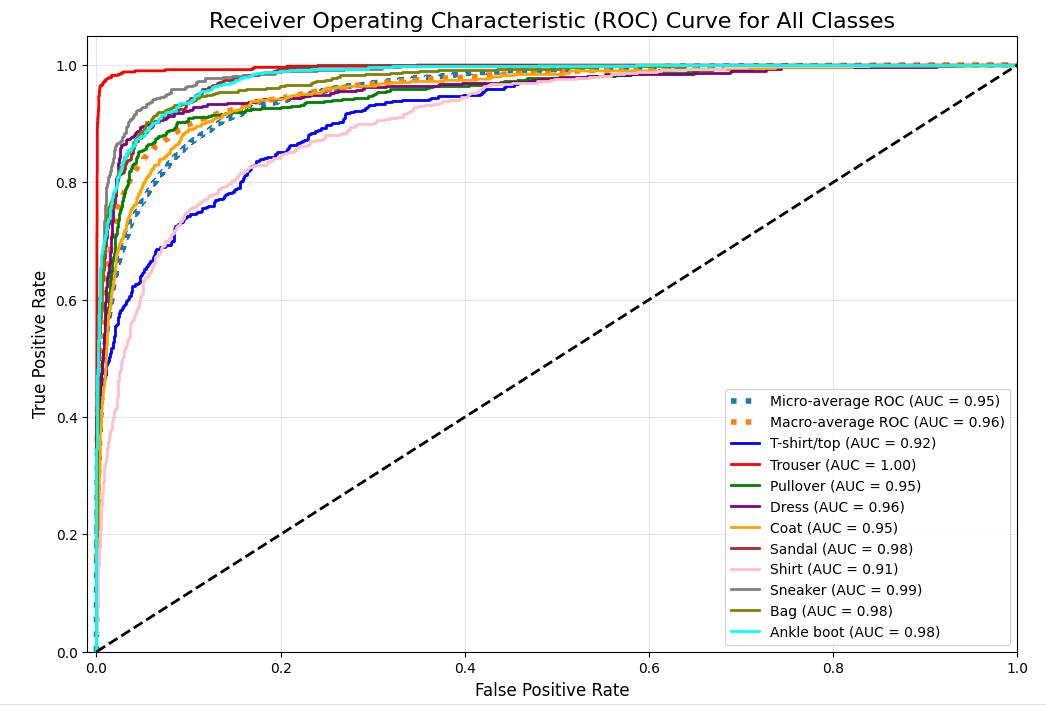 Receiver Operating Characteristic (ROC) Curve for All Classes
1.0
0.8
0.6
0.4
0.2
0.0
True Positive Rate
Micro-average ROC (AUC = 0.95)
Macro-average ROC (AUC = 0.96)
T-shirt/top (AUC = 0.92)
Trouser (AUC = 1.00)
Pullover (AUC = 0.95)
Dress (AUC = 0.96)
Coat (AUC = 0.95)
Sandal (AUC = 0.98)
Shirt (AUC = 0.91)
Sneaker (AUC = 0.99)
Bag (AUC = 0.98)
Ankle boot (AUC = 0.98)
0.0 0.2 0.4 0.6 0.8 1.0
False Positive Rate